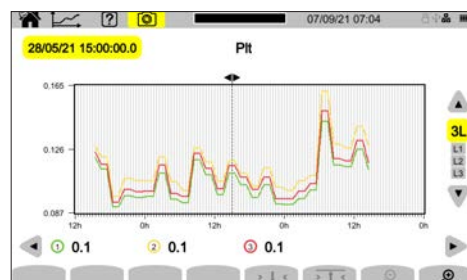 ?
07/09/21 07:04
28/05/21 15:00:00.0
Plt
0.165
0.126
0.087
12h 0h 12h 0h 12h 0h
3L
L1
L2
L3
1 0.1 2 0.1 3 0.1